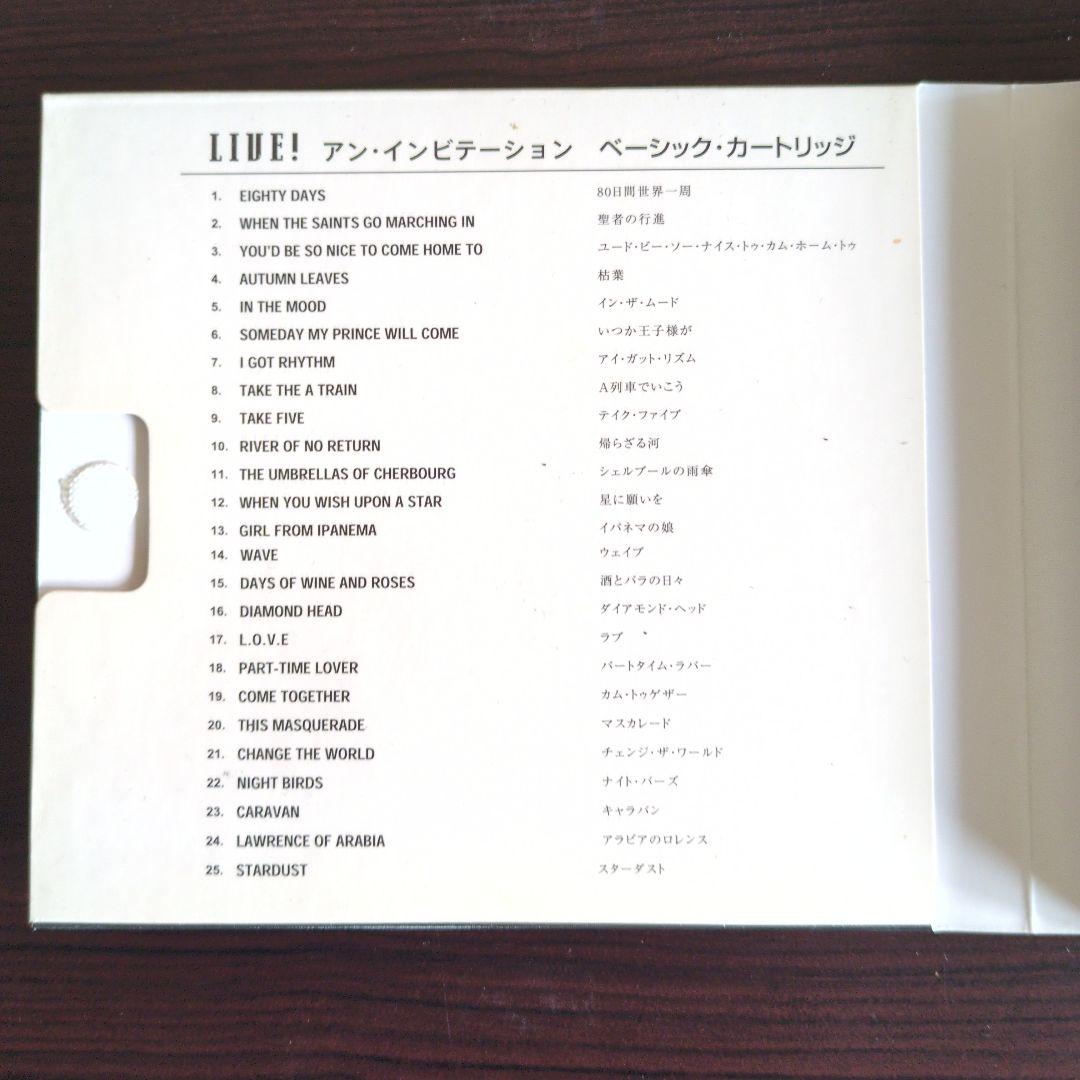 LIVE! アン・インビテーション ベーシック・カートリッジ
1. EIGHTY DAYS 80日間世界一周
2. WHEN THE SAINTS GO MARCHING IN 聖者の行進
3. YOU'D BE SO NICE TO COME HOME TO ユード・ビー・ソー・ナイス・トゥ・カム・ホーム・トゥ
4. AUTUMN LEAVES 枯葉
5. IN THE MOOD イン・ザ・ムード
6. SOMEDAY MY PRINCE WILL COME いつか王子様が
7. I GOT RHYTHM アイ・ガット・リズム
8. TAKE THE A TRAIN A列車でいこう
9. TAKE FIVE テイク・ファイブ
10. RIVER OF NO RETURN 帰らざる河
11. THE UMBRELLAS OF CHERBOURG シェルブールの雨傘
12. WHEN YOU WISH UPON A STAR 星に願いを
13. GIRL FROM IPANEMA イパネマの娘
14. WAVE ウェイブ
15. DAYS OF WINE AND ROSES 酒とバラの日々
16. DIAMOND HEAD ダイアモンド・ヘッド
17. L.O.V.E ラブ
18. PART-TIME LOVER パートタイム・ラバー
19. COME TOGETHER カム・トゥゲザー
20. THIS MASQUERADE マスカレード
21. CHANGE THE WORLD チェンジ・ザ・ワールド
22. NIGHT BIRDS ナイト・バーズ
23. CARAVAN キャラバン
24. LAWRENCE OF ARABIA アラビアのロレンス
25. STARDUST スターダスト